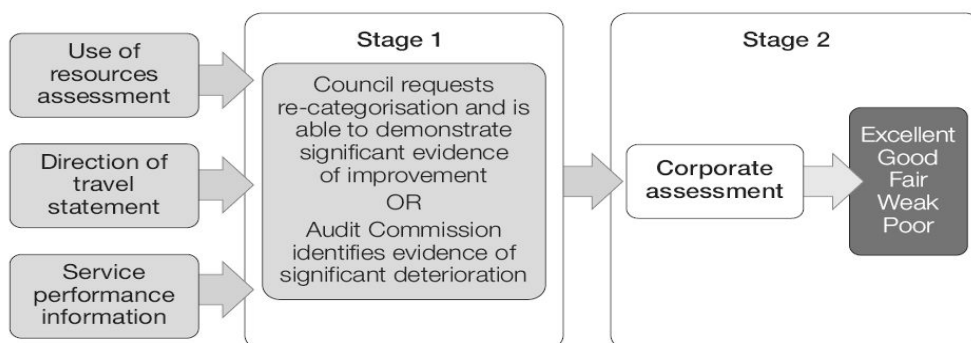 Use of
resources
assessment
Direction of
travel
statement
Service
performance
information
Stage 1
Council requests
re-categorisation and is
able to demonstrate
significant evidence
of improvement
OR
Audit Commission
identifies evidence of
significant deterioration
Stage 2
Corporate
assessment
Excellent
Good
Fair
Weak
Poor